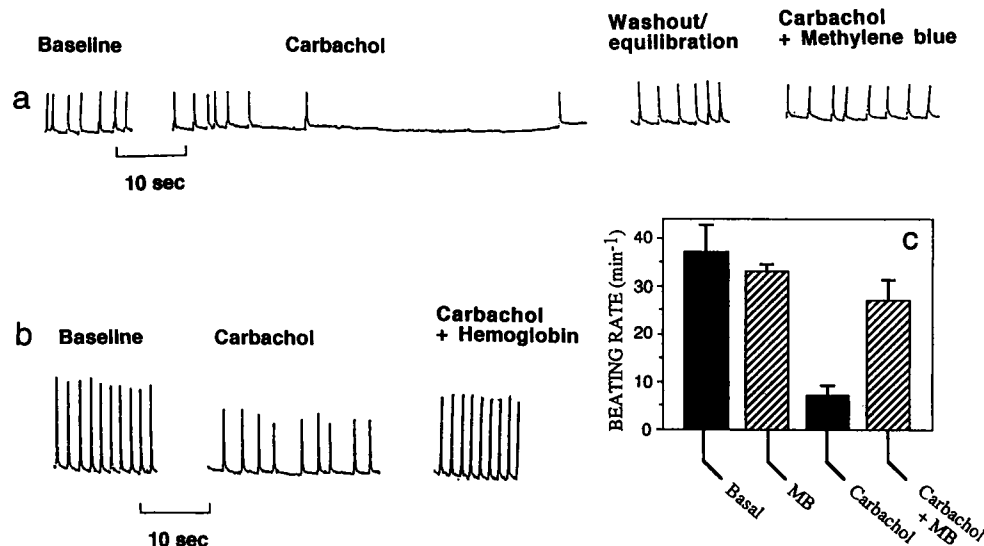 Baseline
Carbachol
Washout/
equilibration
Carbachol
+ Methylene blue
a
10 sec
b
Baseline
Carbachol
Carbachol
+ Hemoglobin
10 sec
C
BEATING RATE (min⁻¹)
40
30
20
10
0
Basal
MB
Carbachol
Carbachol
+ MB